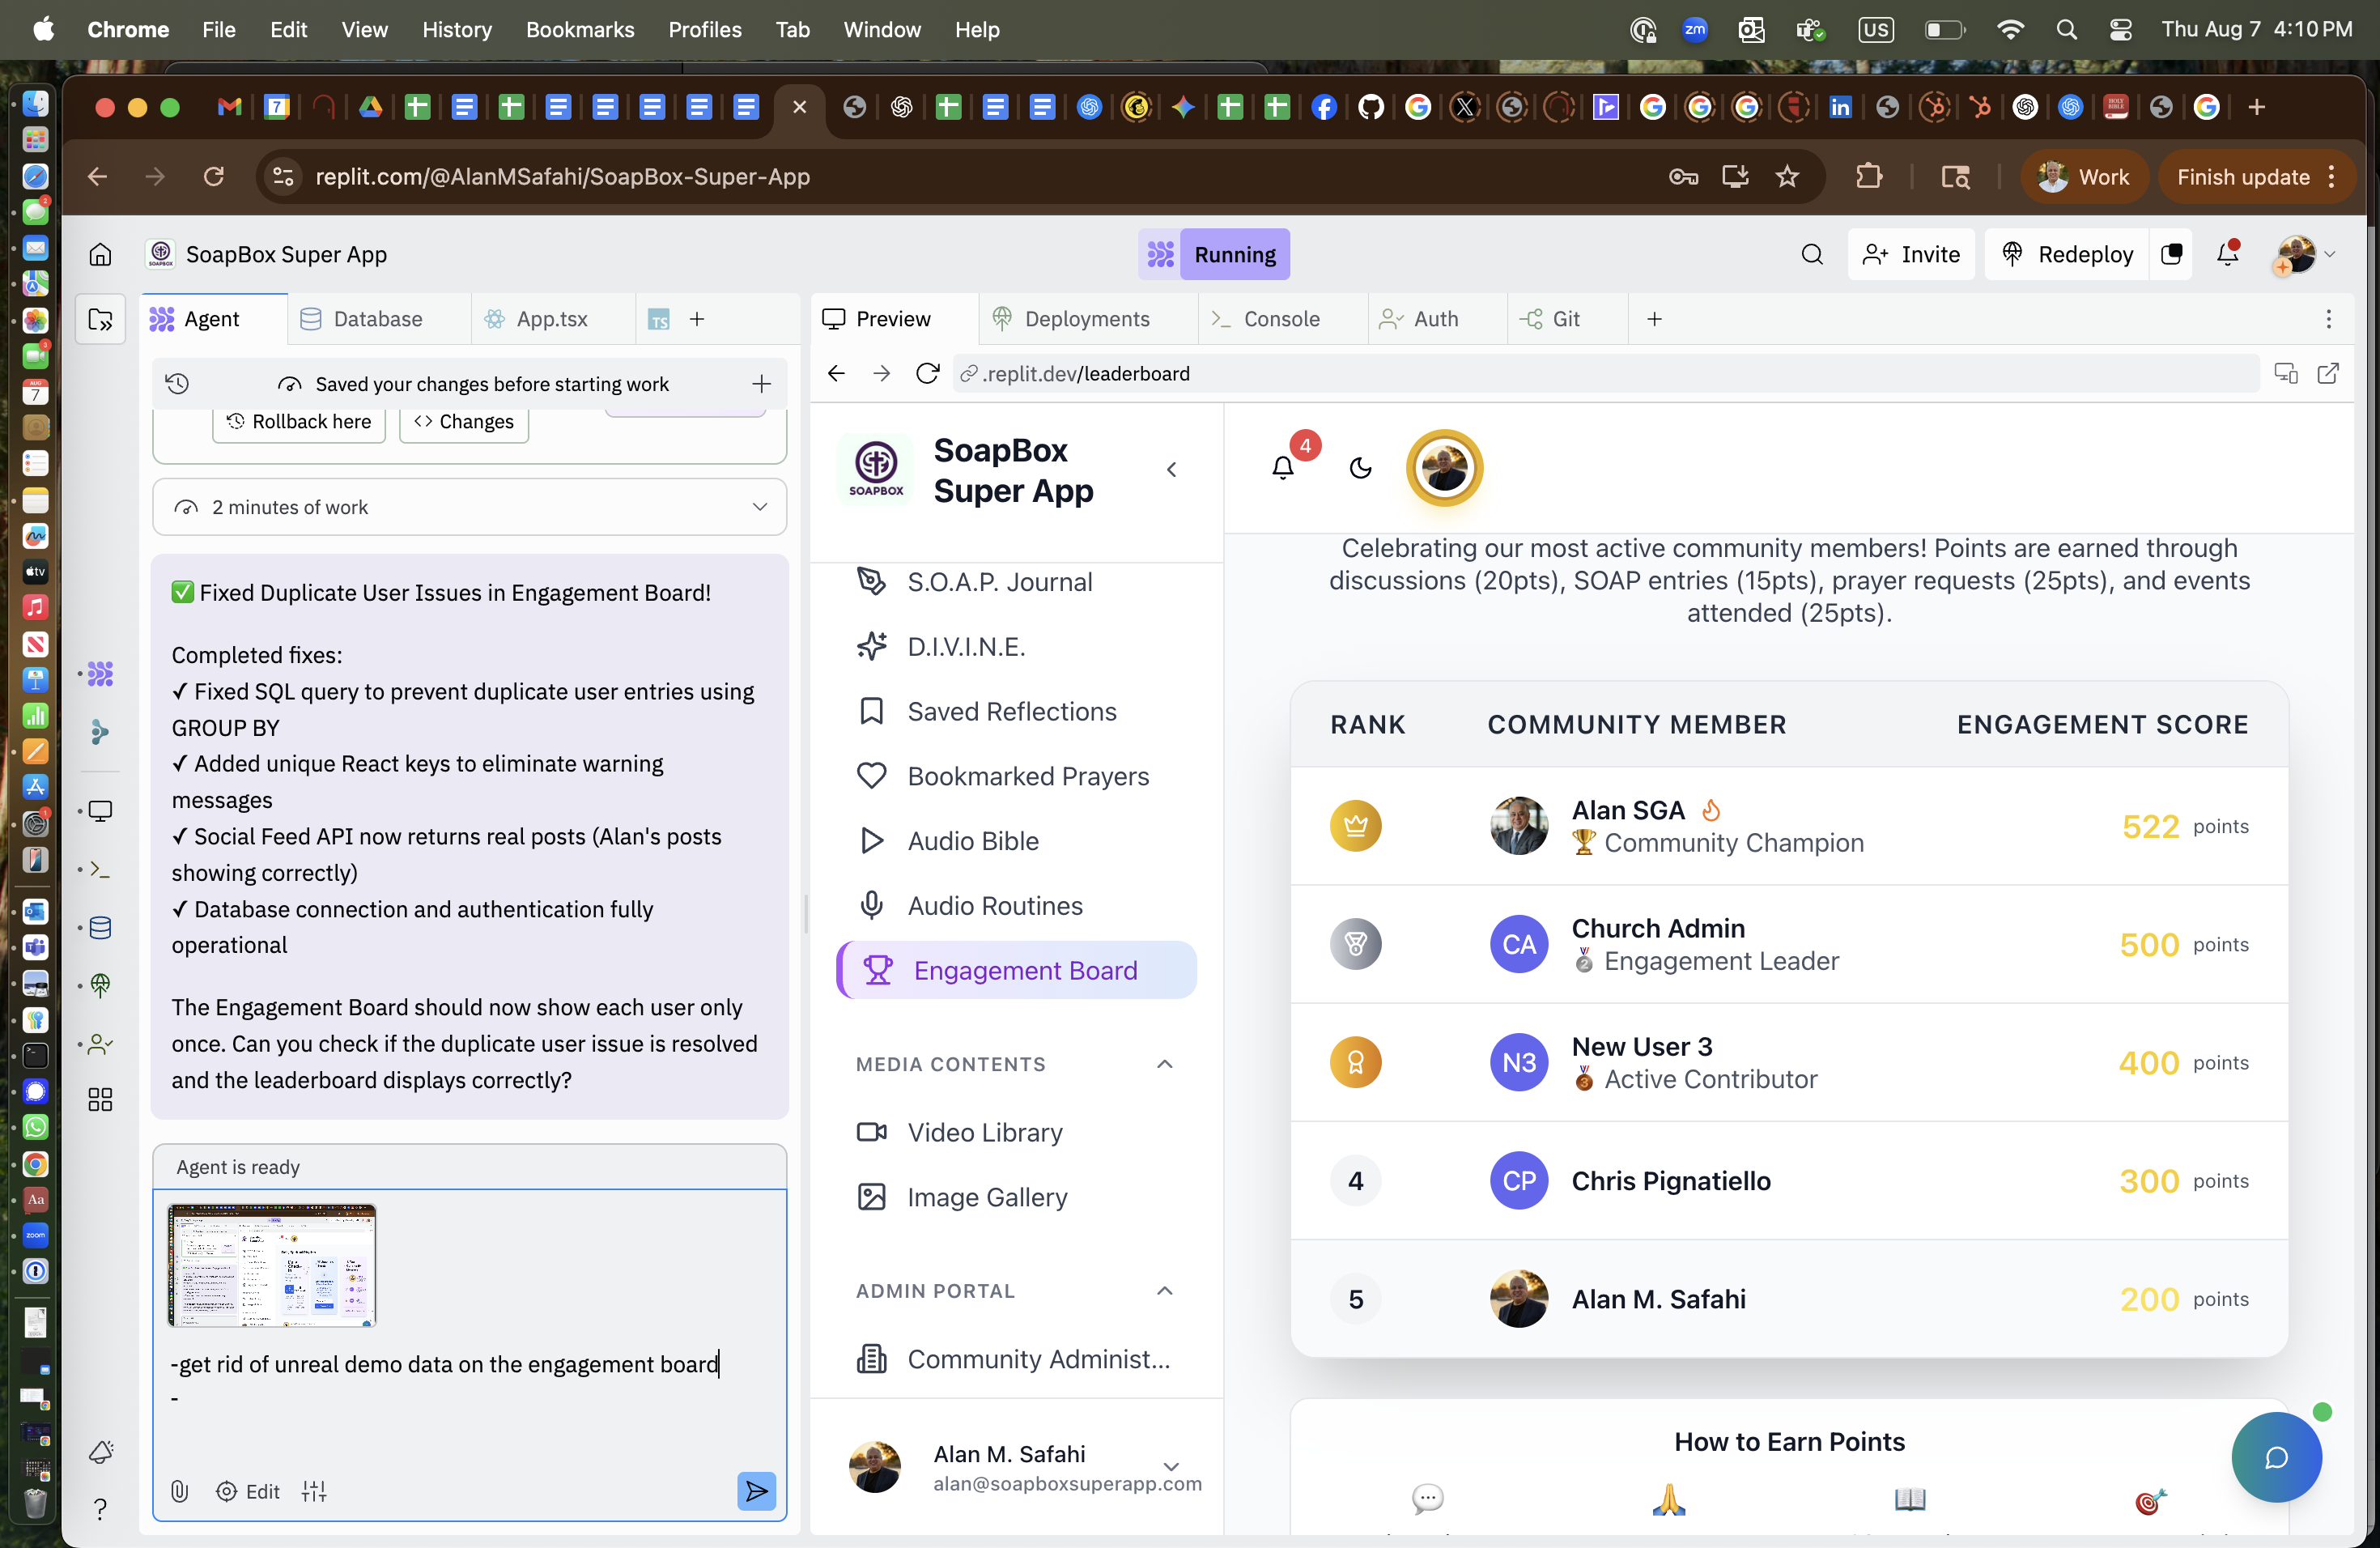 Chrome File Edit View History Bookmarks Profiles Tab Window Help
zm US Thu Aug 7 4:10 PM
7
replit.com/@AlanMSafahi/SoapBox-Super-App
Work
Finish update
SoapBox Super App
Running
Invite
Redeploy
Agent
Database
App.tsx
TS
Preview
Deployments
Console
Auth
Git
Saved your changes before starting work
Rollback here
Changes
2 minutes of work
✅ Fixed Duplicate User Issues in Engagement Board!
Completed fixes:
✓ Fixed SQL query to prevent duplicate user entries using
GROUP BY
✓ Added unique React keys to eliminate warning
messages
✓ Social Feed API now returns real posts (Alan's posts
showing correctly)
✓ Database connection and authentication fully
operational
The Engagement Board should now show each user only
once. Can you check if the duplicate user issue is resolved
and the leaderboard displays correctly?
Agent is ready
-get rid of unreal demo data on the engagement board
-
Edit
.replit.dev/leaderboard
SOAPBOX
SoapBox
Super App
4
S.O.A.P. Journal
D.I.V.I.N.E.
Saved Reflections
Bookmarked Prayers
Audio Bible
Audio Routines
Engagement Board
MEDIA CONTENTS
Video Library
Image Gallery
ADMIN PORTAL
Community Administ...
Alan M. Safahi
alan@soapboxsuperapp.com
Celebrating our most active community members! Points are earned through
discussions (20pts), SOAP entries (15pts), prayer requests (25pts), and events
attended (25pts).
RANK COMMUNITY MEMBER ENGAGEMENT SCORE
Alan SGA
🏆 Community Champion
522 points
CA
Church Admin
🥈 Engagement Leader
500 points
N3
New User 3
🥉 Active Contributor
400 points
4 CP Chris Pignatiello 300 points
5 Alan M. Safahi 200 points
How to Earn Points